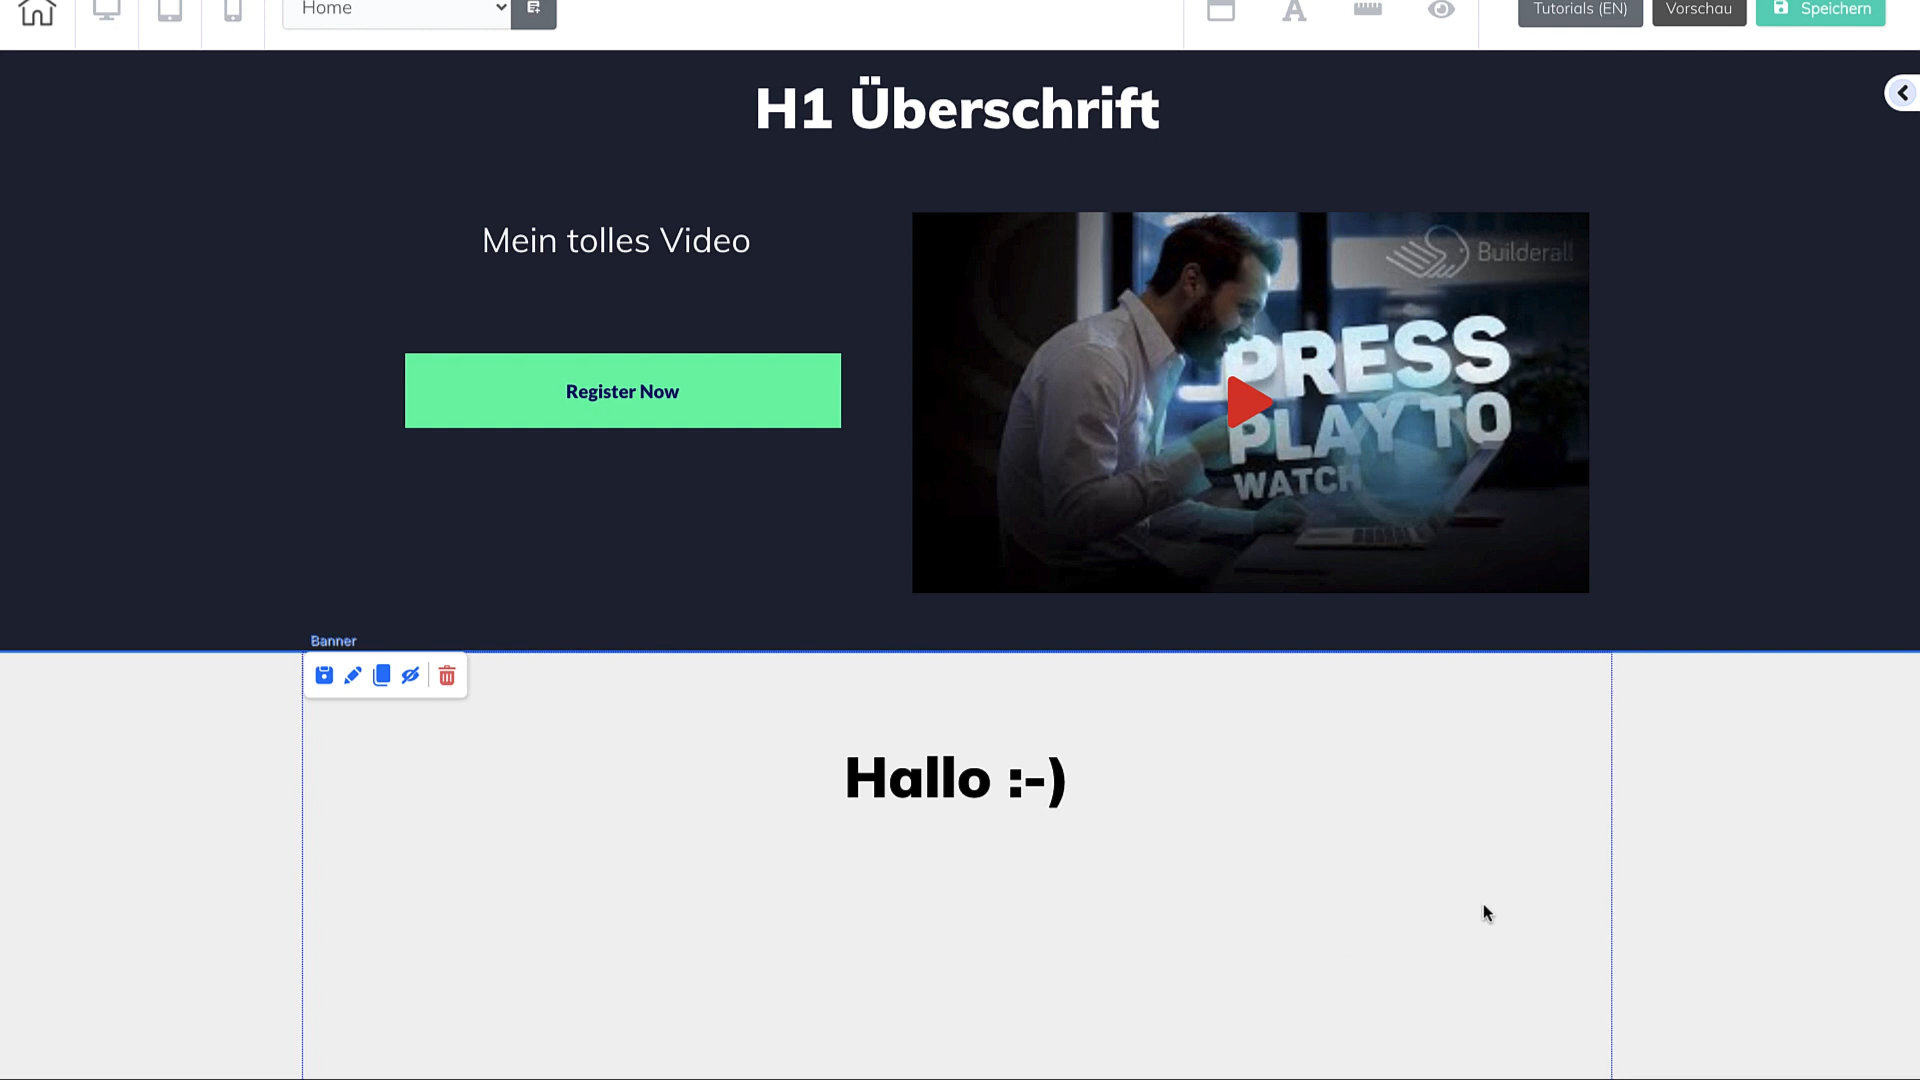 Home
Tutorials (EN)
Vorschau
Speichern
H1 Überschrift
Mein tolles Video
Register Now
Builderall
PRESS
PLAY TO
WATCH
Banner
Hallo :-)